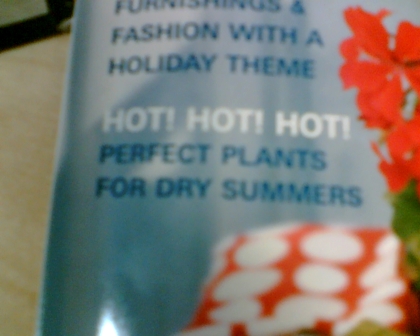 FURNISHINGS &
FASHION WITH A
HOLIDAY THEME
HOT! HOT! HOT!
PERFECT PLANTS
FOR DRY SUMMERS